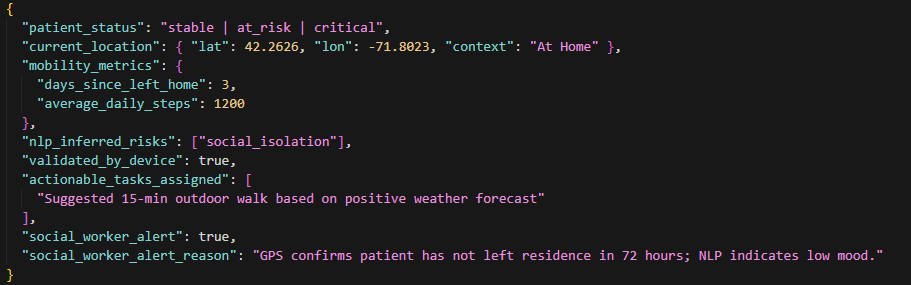 {
  "patient_status": "stable | at_risk | critical",
  "current_location": { "lat": 42.2626, "lon": -71.8023, "context": "At Home" },
  "mobility_metrics": {
    "days_since_left_home": 3,
    "average_daily_steps": 1200
  },
  "nlp_inferred_risks": ["social_isolation"],
  "validated_by_device": true,
  "actionable_tasks_assigned": [
    "Suggested 15-min outdoor walk based on positive weather forecast"
  ],
  "social_worker_alert": true,
  "social_worker_alert_reason": "GPS confirms patient has not left residence in 72 hours; NLP indicates low mood."
}